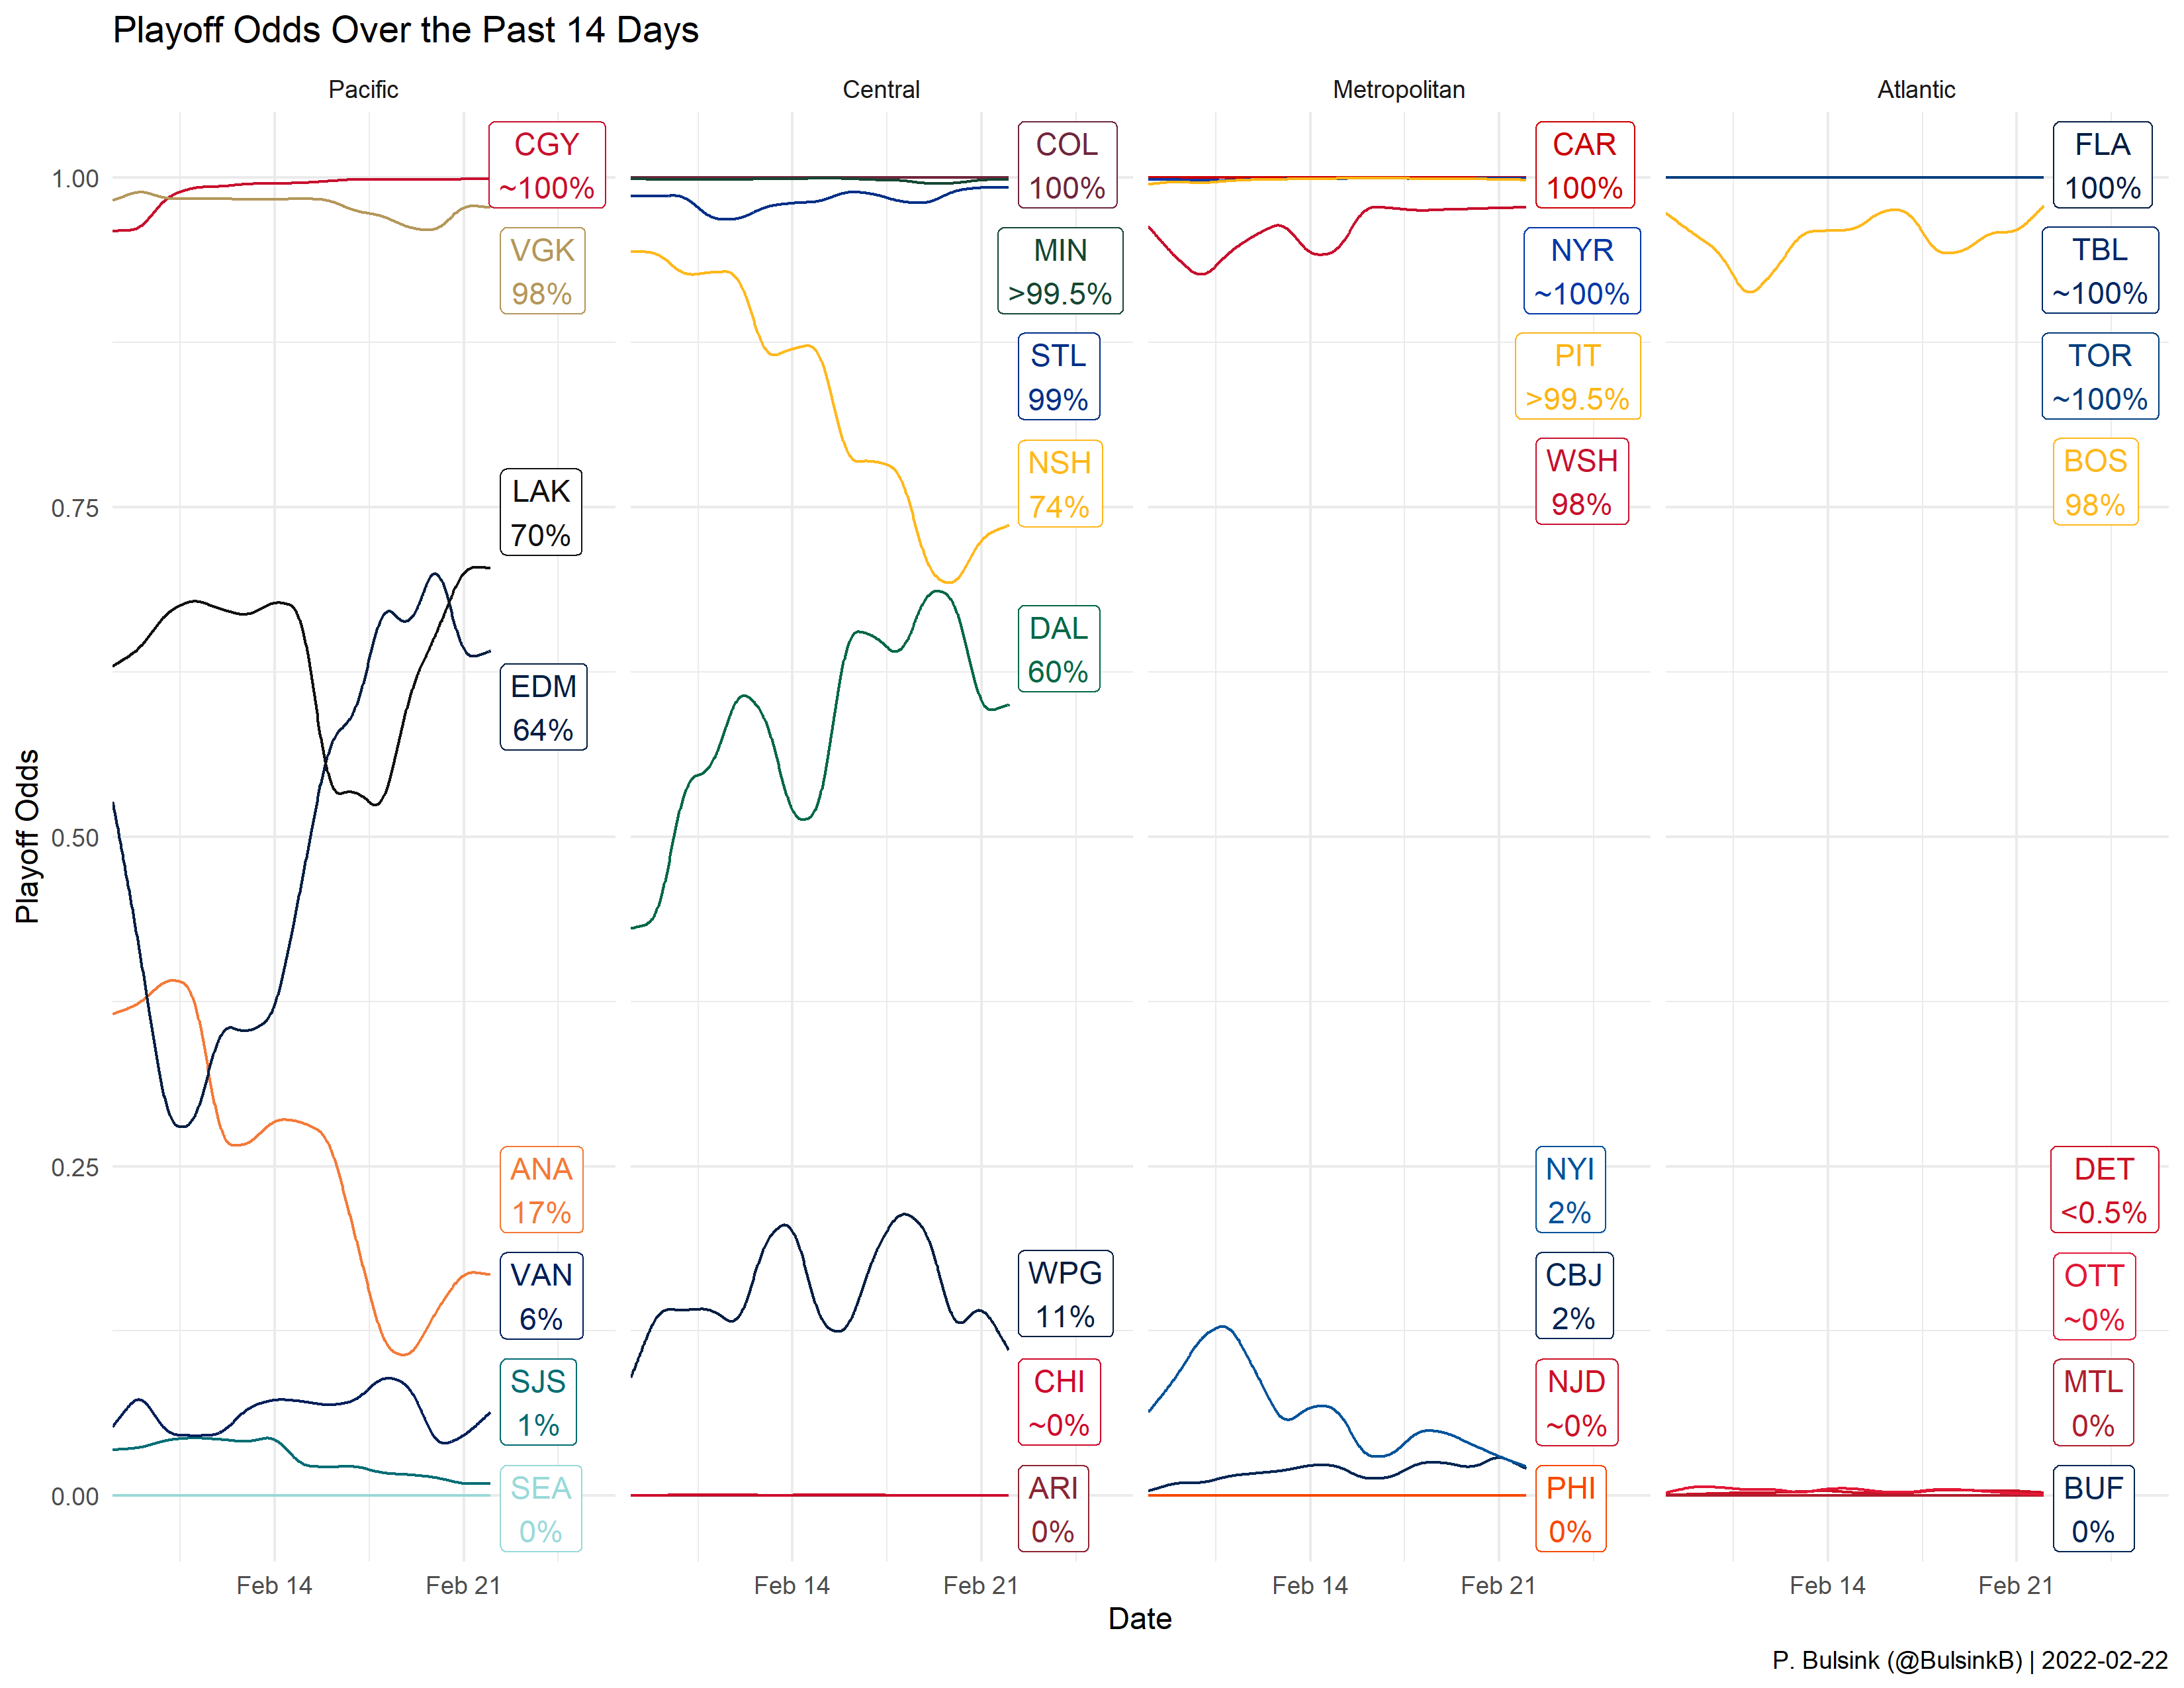 Playoff Odds Over the Past 14 Days
Pacific
Central
Metropolitan
Atlantic
Playoff Odds
1.00
0.75
0.50
0.25
0.00
CGY
~100%
VGK
98%
LAK
70%
EDM
64%
ANA
17%
VAN
6%
SJS
1%
SEA
0%
COL
100%
MIN
>99.5%
STL
99%
NSH
74%
DAL
60%
WPG
11%
CHI
~0%
ARI
0%
CAR
100%
NYR
~100%
PIT
>99.5%
WSH
98%
NYI
2%
CBJ
2%
NJD
~0%
PHI
0%
FLA
100%
TBL
~100%
TOR
~100%
BOS
98%
DET
<0.5%
OTT
~0%
MTL
0%
BUF
0%
Feb 14
Feb 21
Feb 14
Feb 21
Feb 14
Feb 21
Feb 14
Feb 21
Date
P. Bulsink (@BulsinkB) | 2022-02-22